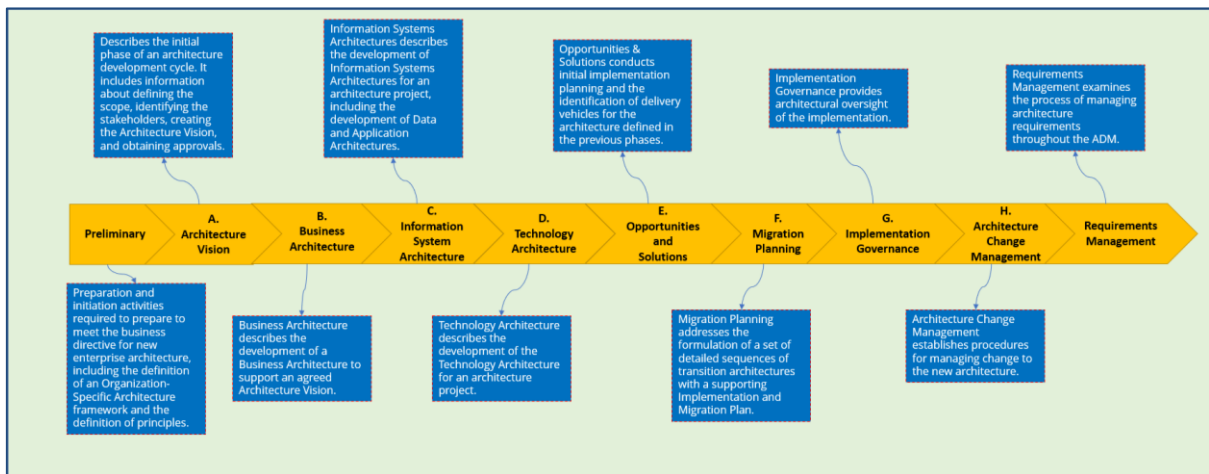 Describes the initial
phase of an architecture
development cycle. It
includes information
about defining the
scope, identifying the
stakeholders, creating
the Architecture Vision,
and obtaining approvals.
Information Systems
Architectures describes
the development of
Information Systems
Architectures for an
architecture project,
including the
development of Data
and Application
Architectures.
Opportunities &
Solutions conducts
initial implementation
planning and the
identification of delivery
vehicles for the
architecture defined in
the previous phases.
Implementation
Governance provides
architectural oversight
of the implementation.
Requirements
Management examines
the process of managing
architecture
requirements
throughout the ADM.
Preliminary
A.
Architecture
Vision
B.
Business
Architecture
C.
Information
System
Architecture
D.
Technology
Architecture
E.
Opportunities
and
Solutions
F.
Migration
Planning
G.
Implementation
Governance
H.
Architecture
Change
Management
Requirements
Management
Preparation and
initiation activities
required to prepare to
meet the business
directive for new
enterprise architecture,
including the definition
of an Organization-
Specific Architecture
framework and the
definition of principles.
Business Architecture
describes the
development of a
Business Architecture to
support an agreed
Architecture Vision.
Technology Architecture
describes the
development of the
Technology Architecture
for an architecture
project.
Migration Planning
addresses the
formulation of a set of
detailed sequences of
transition architectures
with a supporting
Implementation and
Migration Plan.
Architecture Change
Management
establishes procedures
for managing change to
the new architecture.